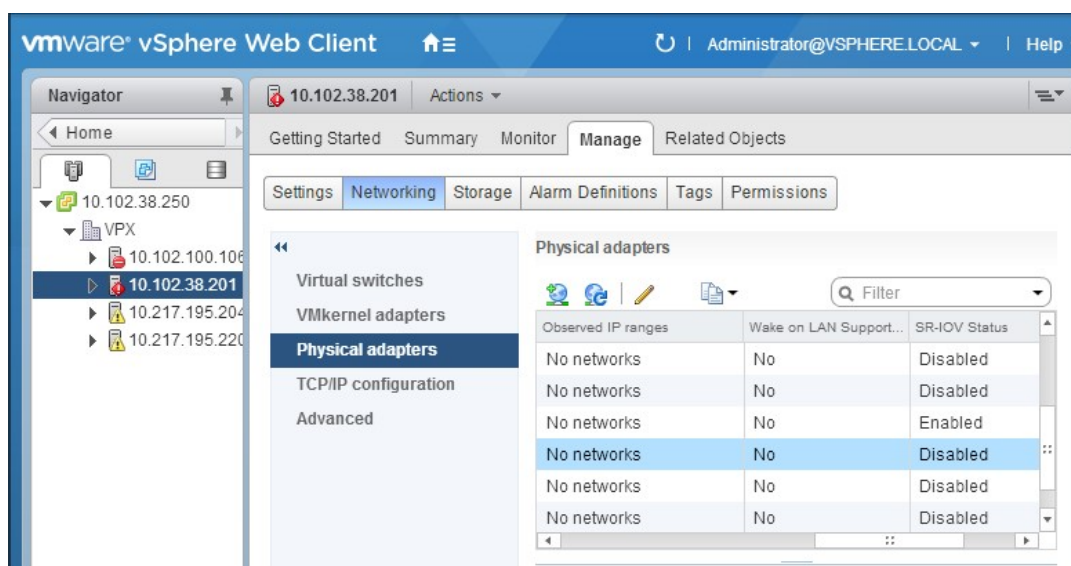 vmware® vSphere Web Client
Administrator@VSPHERE.LOCAL
Help
Navigator
Home
10.102.38.250
VPX
10.102.100.106
10.102.38.201
10.217.195.204
10.217.195.220
10.102.38.201 Actions
Getting Started Summary Monitor Manage Related Objects
Settings Networking Storage Alarm Definitions Tags Permissions
Virtual switches
VMkernel adapters
Physical adapters
TCP/IP configuration
Advanced
Physical adapters
Filter
Observed IP ranges Wake on LAN Support... SR-IOV Status
No networks No Disabled
No networks No Disabled
No networks No Enabled
No networks No Disabled
No networks No Disabled
No networks No Disabled